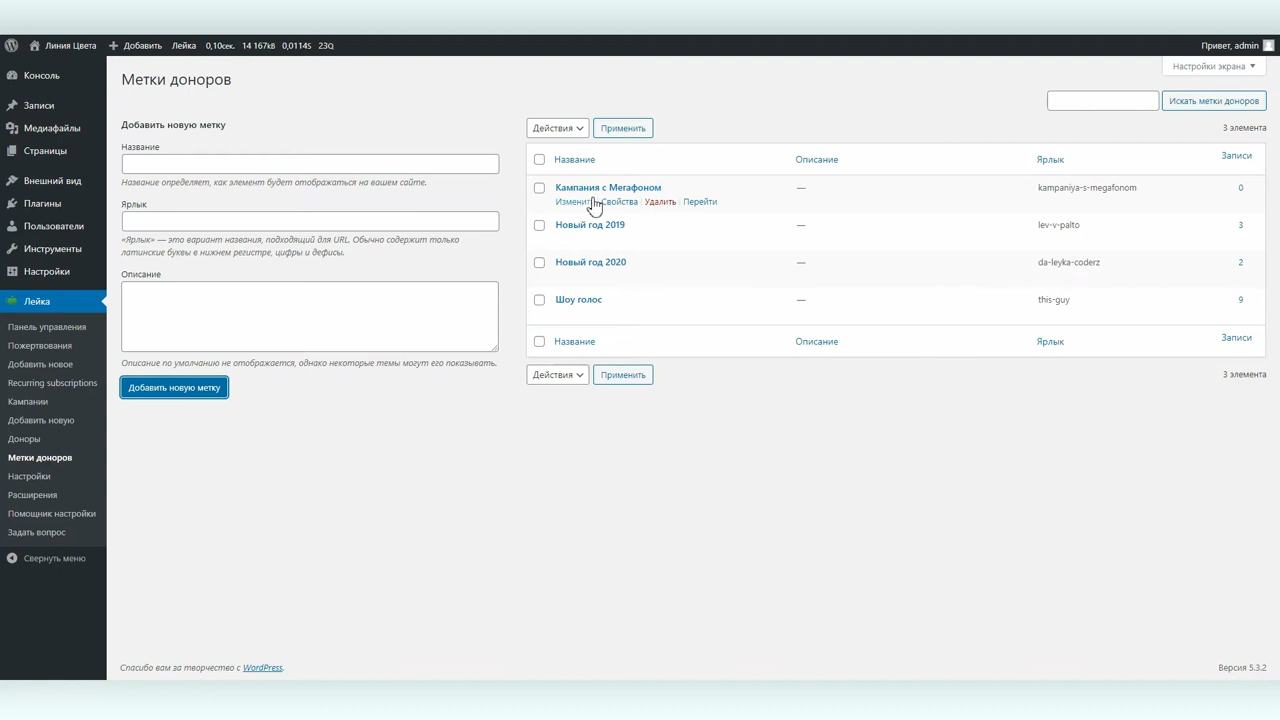 Линия Цвета Добавить Лейка 0,10сек. 14 167кВ 0,0114S 23Q Привет, admin
Консоль
Записи
Медиафайлы
Страницы
Внешний вид
Плагины
Пользователи
Инструменты
Настройки
Лейка
Панель управления
Пожертвования
Добавить новое
Recurring subscriptions
Кампании
Добавить новую
Доноры
Метки доноров
Настройки
Расширения
Помощник настройки
Задать вопрос
Свернуть меню
Настройки экрана
Метки доноров
Искать метки доноров
Добавить новую метку
Название
Название определяет, как элемент будет отображаться на вашем сайте.
Ярлык
«Ярлык» — это вариант названия, подходящий для URL. Обычно содержит только
латинские буквы в нижнем регистре, цифры и дефисы.
Описание
Описание по умолчанию не отображается, однако некоторые темы могут его показывать.
Добавить новую метку
Действия Применить 3 элемента
Название Описание Ярлык Записи
Кампания с Мегафоном — kampaniya-s-megafonom 0
Изменить Свойства | Удалить | Перейти
Новый год 2019 — lev-v-palto 3
Новый год 2020 — da-leyka-coderz 2
Шоу голос — this-guy 9
Название Описание Ярлык Записи
Действия Применить 3 элемента
Спасибо вам за творчество с WordPress. Версия 5.3.2